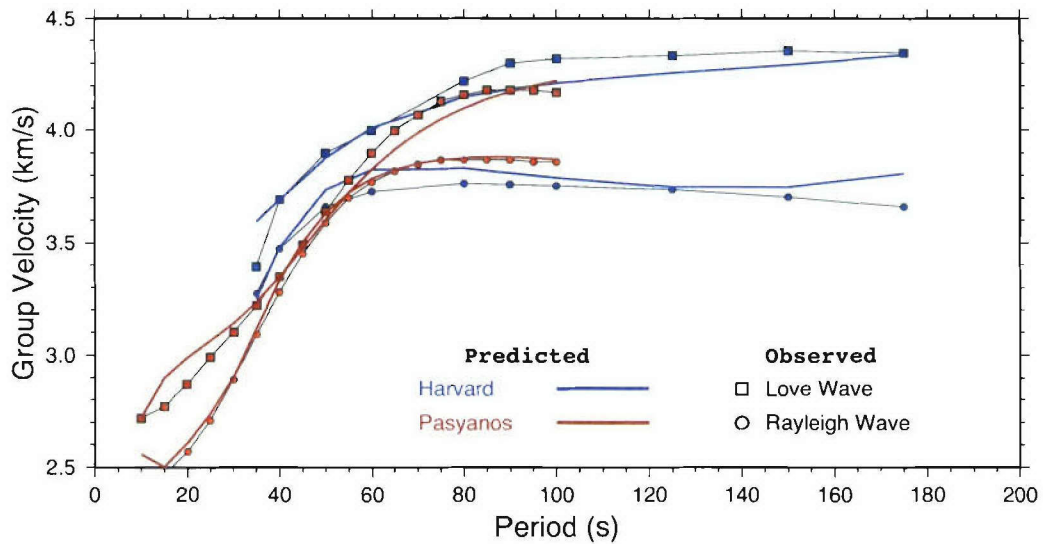 4.5
4.0
3.5
3.0
2.5
Group Velocity (km/s)
Predicted Observed
Harvard Love Wave
Pasyanos Rayleigh Wave
0 20 40 60 80 100 120 140 160 180 200
Period (s)